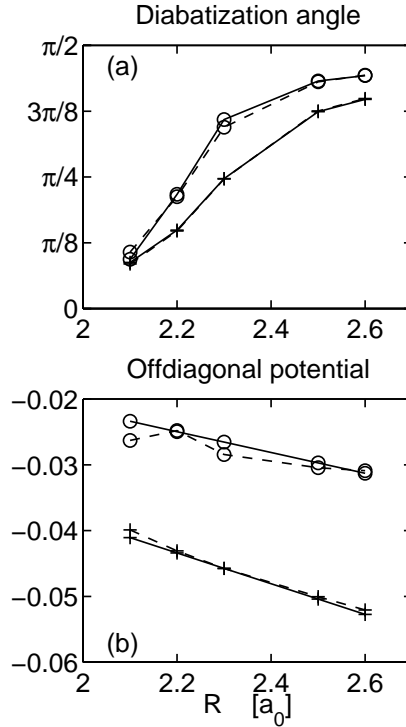 Diabatization angle
π/2
(a)
3π/8
π/4
π/8
0
2 2.2 2.4 2.6
Offdiagonal potential
−0.02
−0.03
−0.04
−0.05
(b)
−0.06
2 2.2 2.4 2.6
R [a₀]